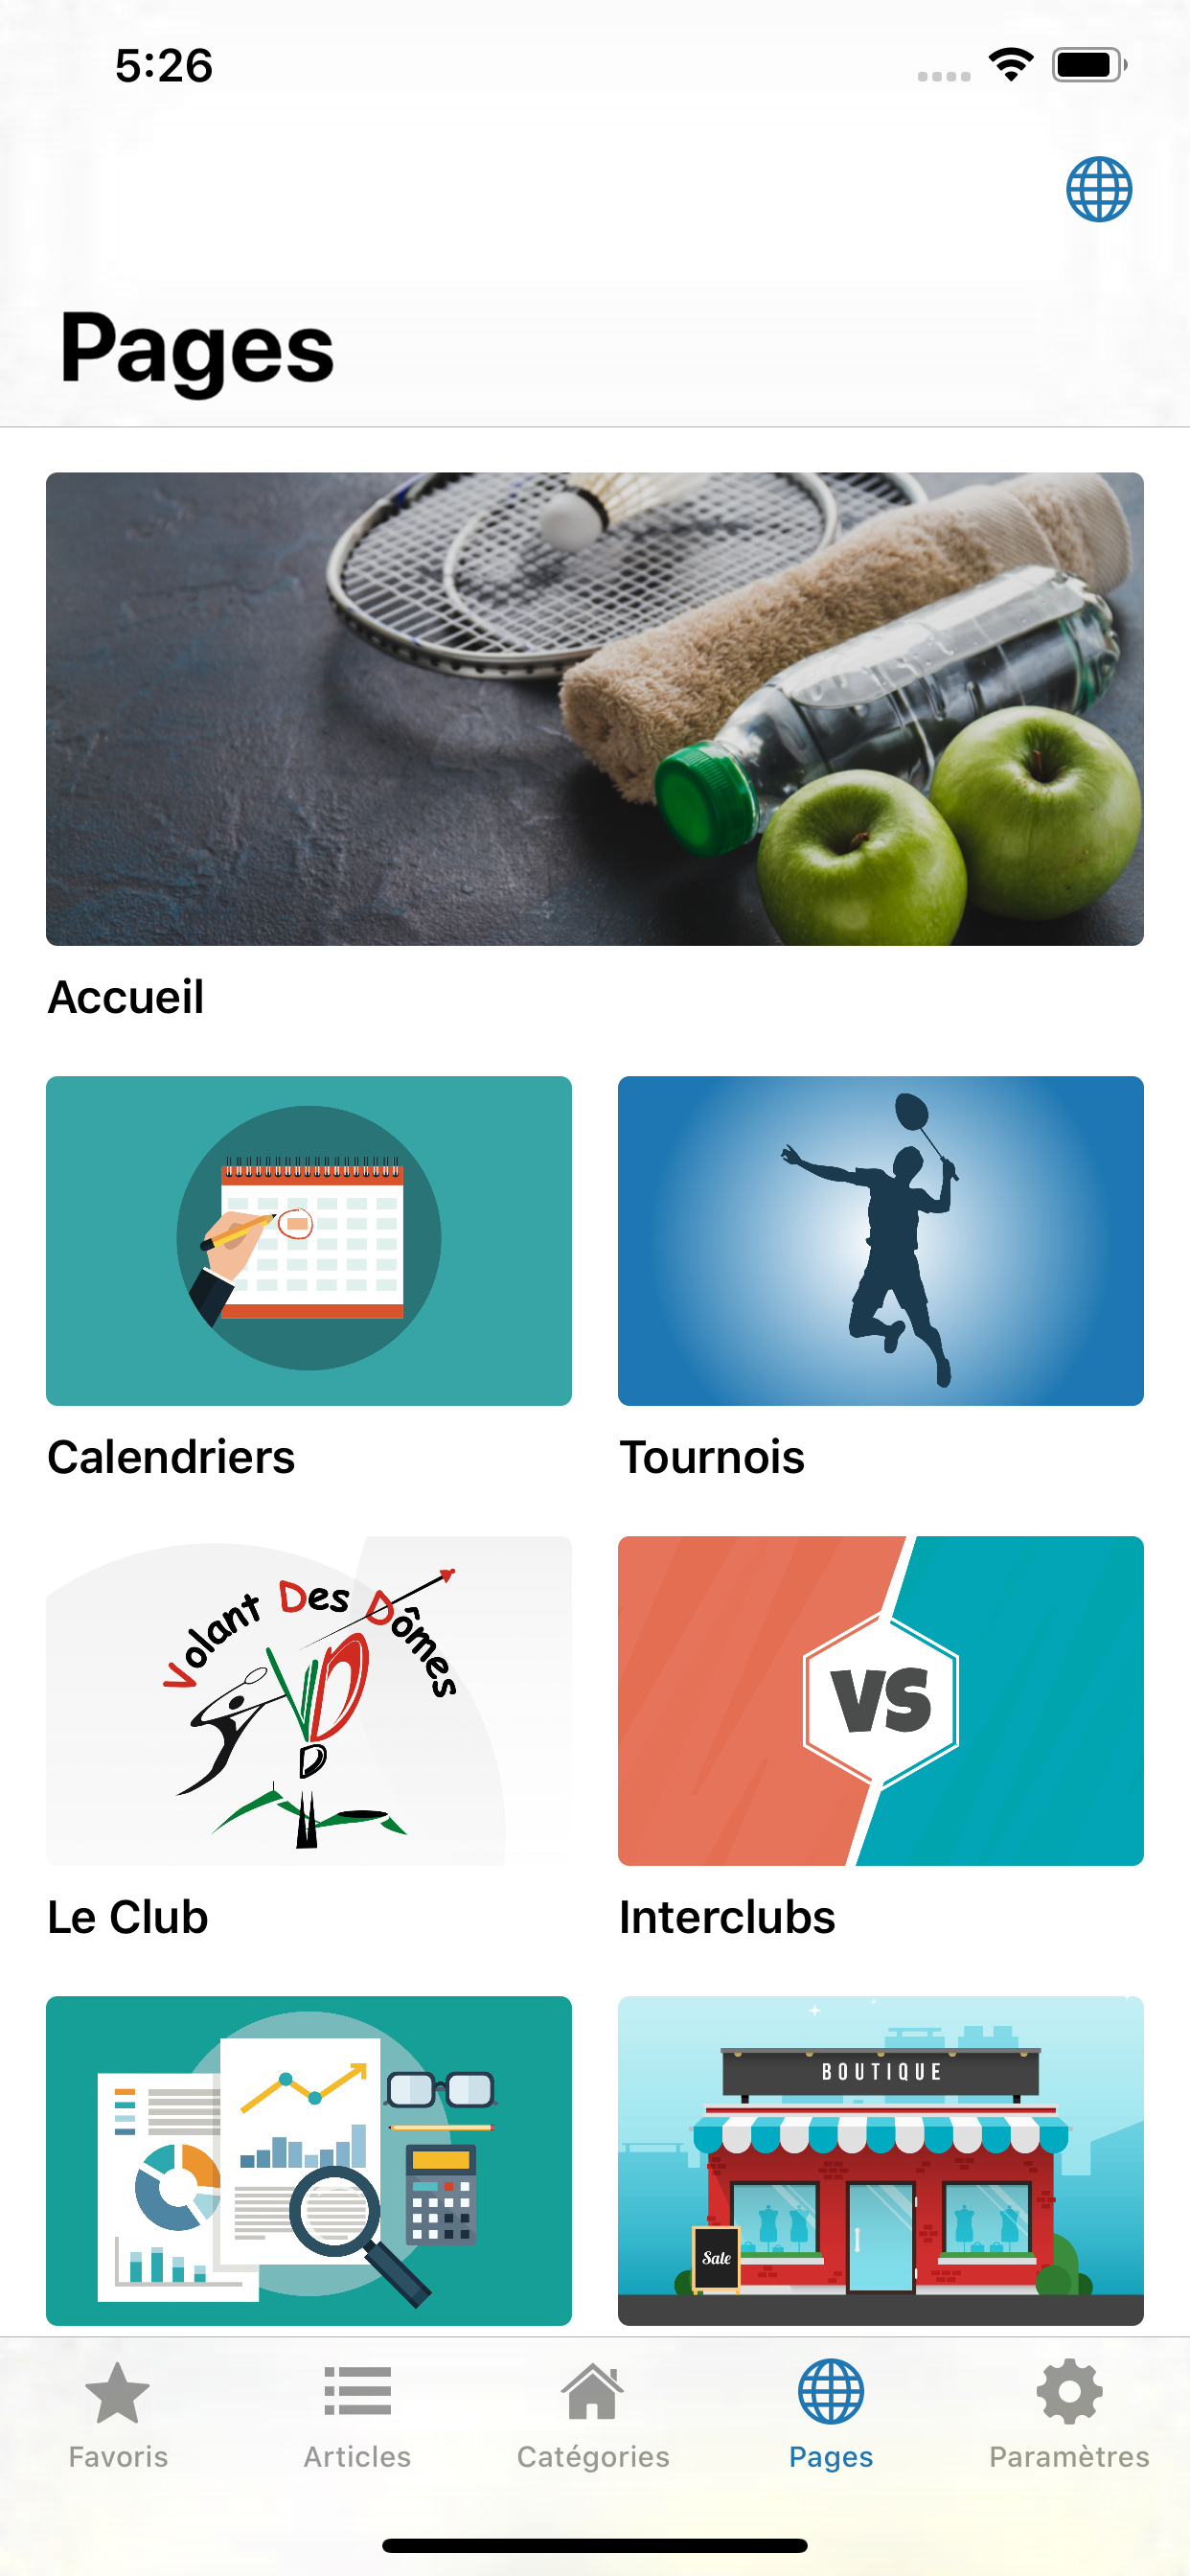 5:26
Pages
Accueil
Calendriers
Tournois
Volant Des Dômes
VDD
VS
Le Club
Interclubs
BOUTIQUE
Sale
Favoris
Articles
Catégories
Pages
Paramètres